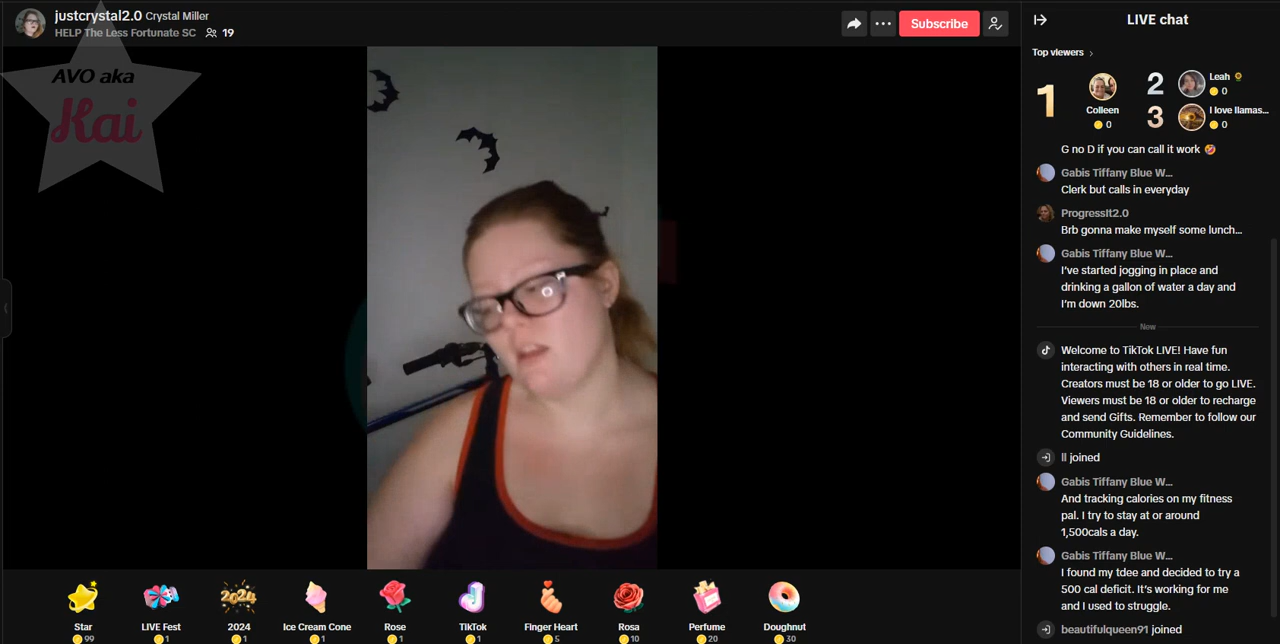 justcrystal2.0 Crystal Miller
HELP The Less Fortunate SC 19
Subscribe
AVO aka
Kai
LIVE chat
Top viewers
1
Colleen
0
2
Leah
0
3
I love llamas...
0
G no D if you can call it work 🤣
Gabis Tiffany Blue W...
Clerk but calls in everyday
ProgressIt2.0
Brb gonna make myself some lunch...
Gabis Tiffany Blue W...
I've started jogging in place and
drinking a gallon of water a day and
I'm down 20lbs.
New
Welcome to TikTok LIVE! Have fun
interacting with others in real time.
Creators must be 18 or older to go LIVE.
Viewers must be 18 or older to recharge
and send Gifts. Remember to follow our
Community Guidelines.
ll joined
Gabis Tiffany Blue W...
And tracking calories on my fitness
pal. I try to stay at or around
1,500cals a day.
Gabis Tiffany Blue W...
I found my tdee and decided to try a
500 cal deficit. It's working for me
and I used to struggle.
beautifulqueen91 joined
2024
Star LIVE Fest 2024 Ice Cream Cone Rose TikTok Finger Heart Rosa Perfume Doughnut
99 1 1 1 1 1 5 10 20 30